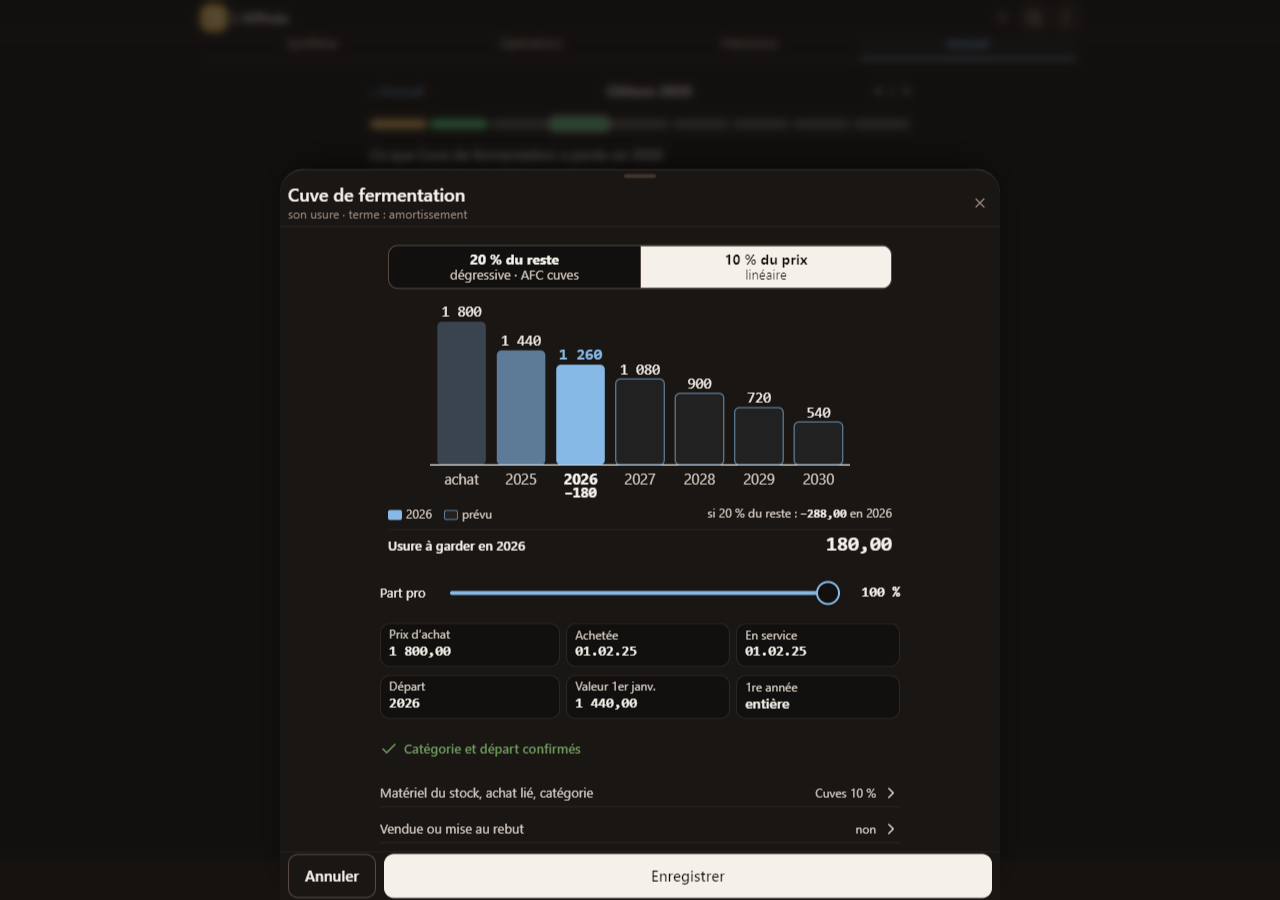 Cuve de fermentation
son usure · terme : amortissement
×
20 % du reste
dégressive · AFC cuves
10 % du prix
linéaire
1 800
1 440
1 260
1 080
900
720
540
achat
2025
2026
2027
2028
2029
2030
−180
2026
prévu
si 20 % du reste : −288,00 en 2026
Usure à garder en 2026
180,00
Part pro
100 %
Prix d'achat
1 800,00
Achetée
01.02.25
En service
01.02.25
Départ
2026
Valeur 1er janv.
1 440,00
1re année
entière
Catégorie et départ confirmés
Matériel du stock, achat lié, catégorie
Cuves 10 %
Vendue ou mise au rebut
non
Annuler
Enregistrer